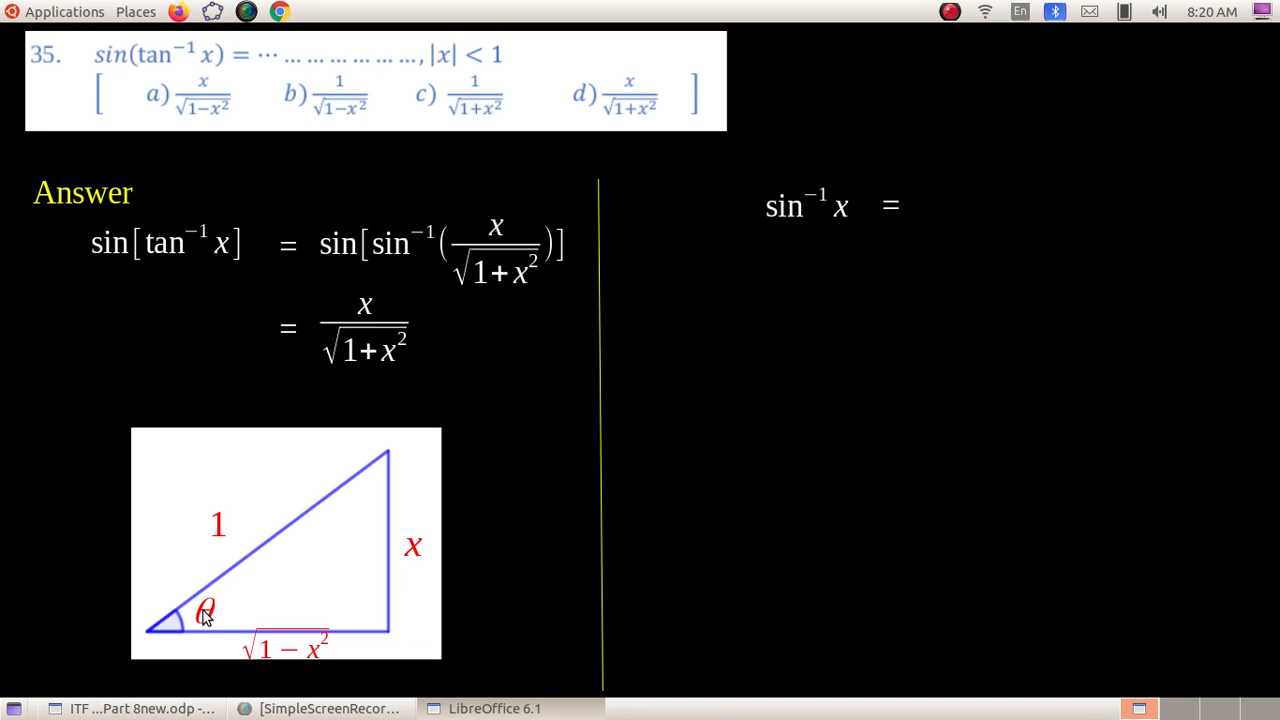 Applications Places En 8:20 AM
35. sin(tan⁻¹ x) = ⋯ … … … … … …, |x| < 1
[ a) x/√(1−x²) b) 1/√(1−x²) c) 1/√(1+x²) d) x/√(1+x²) ]
Answer
sin[tan⁻¹ x] = sin[sin⁻¹(x/√(1+x²))]
= x/√(1+x²)
sin⁻¹ x =
1
x
θ
√(1 − x²)
ITF ...Part 8new.odp -... [SimpleScreenRecor... LibreOffice 6.1